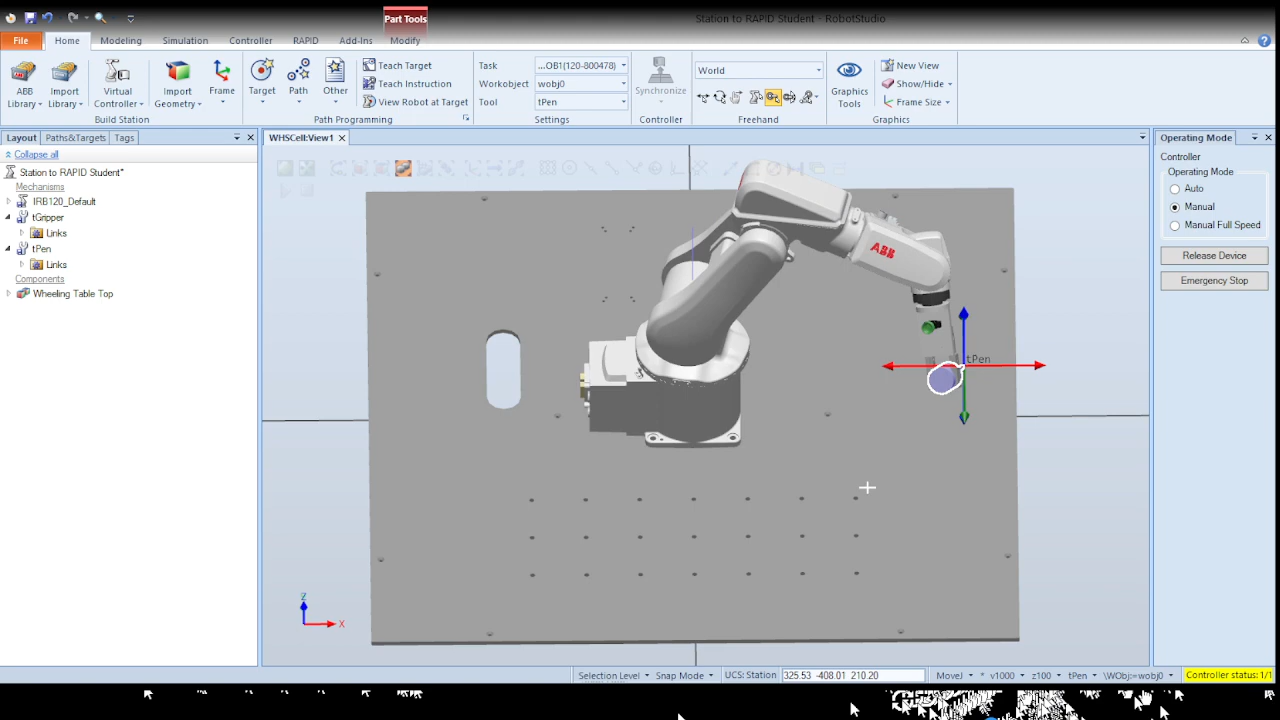 Part Tools
Station to RAPID Student - RobotStudio
File Home Modeling Simulation Controller RAPID Add-Ins Modify
ABB Library
Import Library
Virtual Controller
Import Geometry
Frame
Build Station
Target
Path
Other
Teach Target
Teach Instruction
View Robot at Target
Path Programming
Task ...OB1(120-800478)
Workobject wobj0
Tool tPen
Settings
Synchronize
Controller
World
Freehand
Graphics Tools
New View
Show/Hide
Frame Size
Graphics
Layout Paths&Targets Tags
Collapse all
Station to RAPID Student*
Mechanisms
IRB120_Default
tGripper
Links
tPen
Links
Components
Wheeling Table Top
WHSCell:View1
ABB
tPen
Z
X
Operating Mode
Controller
Operating Mode
Auto
Manual
Manual Full Speed
Release Device
Emergency Stop
Selection Level Snap Mode UCS: Station 325.53 -408.01 210.20 MoveJ * v1000 z100 tPen \WObj:=wobj0 Controller status: 1/1